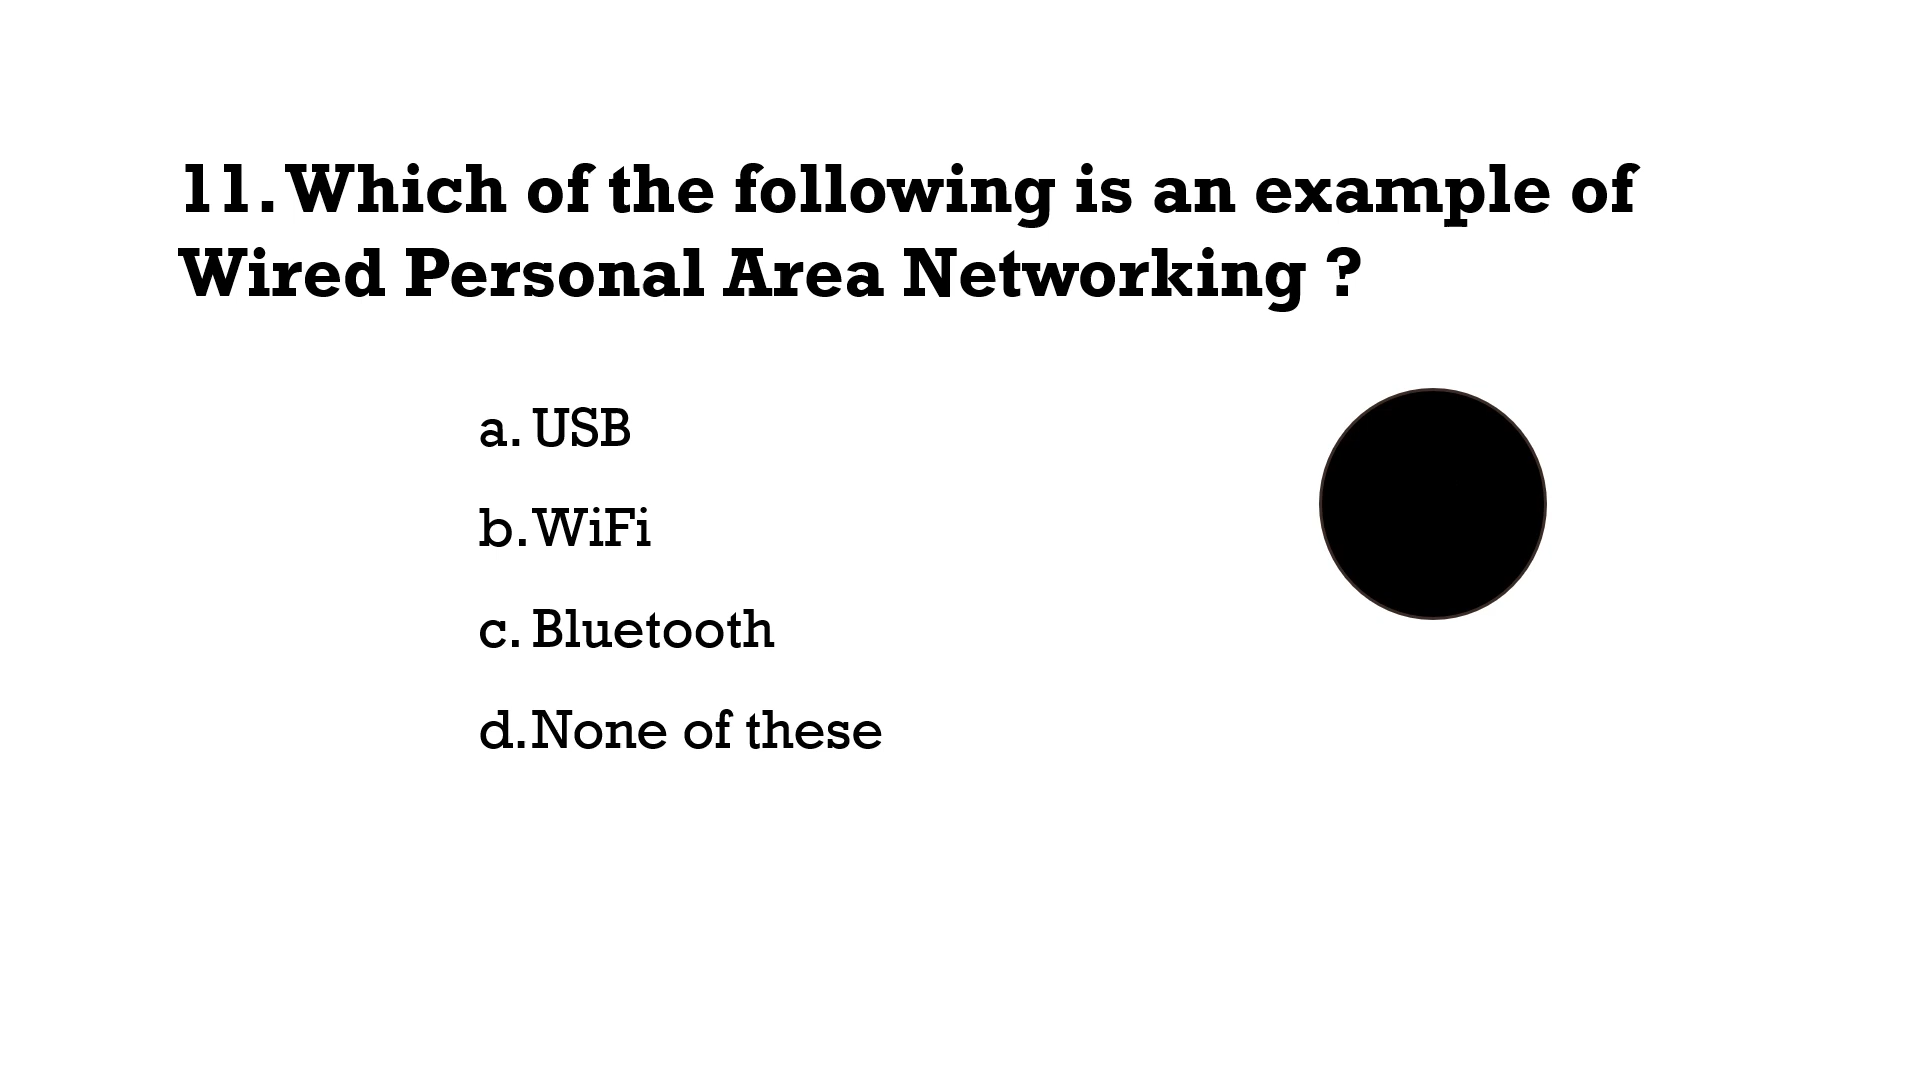 11. Which of the following is an example of
Wired Personal Area Networking ?
a. USB
b. WiFi
c. Bluetooth
d. None of these